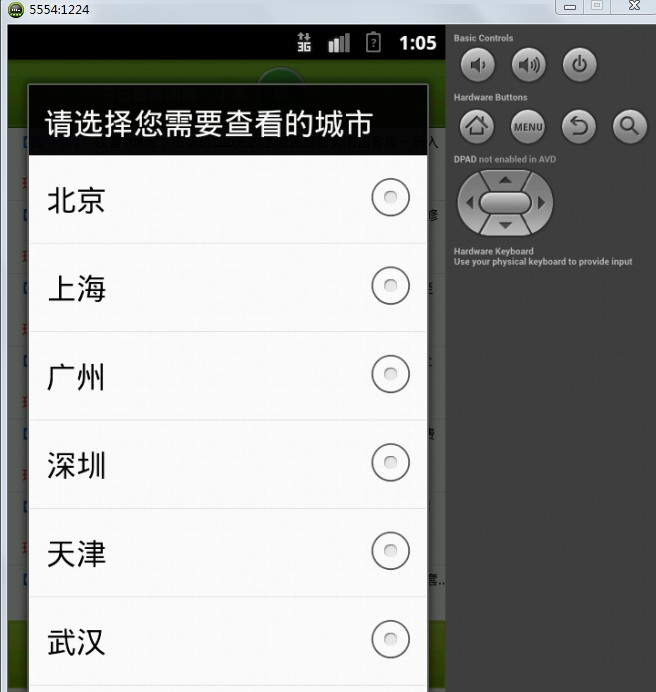 5554:1224
3G
1:05
请选择您需要查看的城市
北京
上海
广州
深圳
天津
武汉
Basic Controls
Hardware Buttons
MENU
DPAD not enabled in AVD
Hardware Keyboard
Use your physical keyboard to provide input